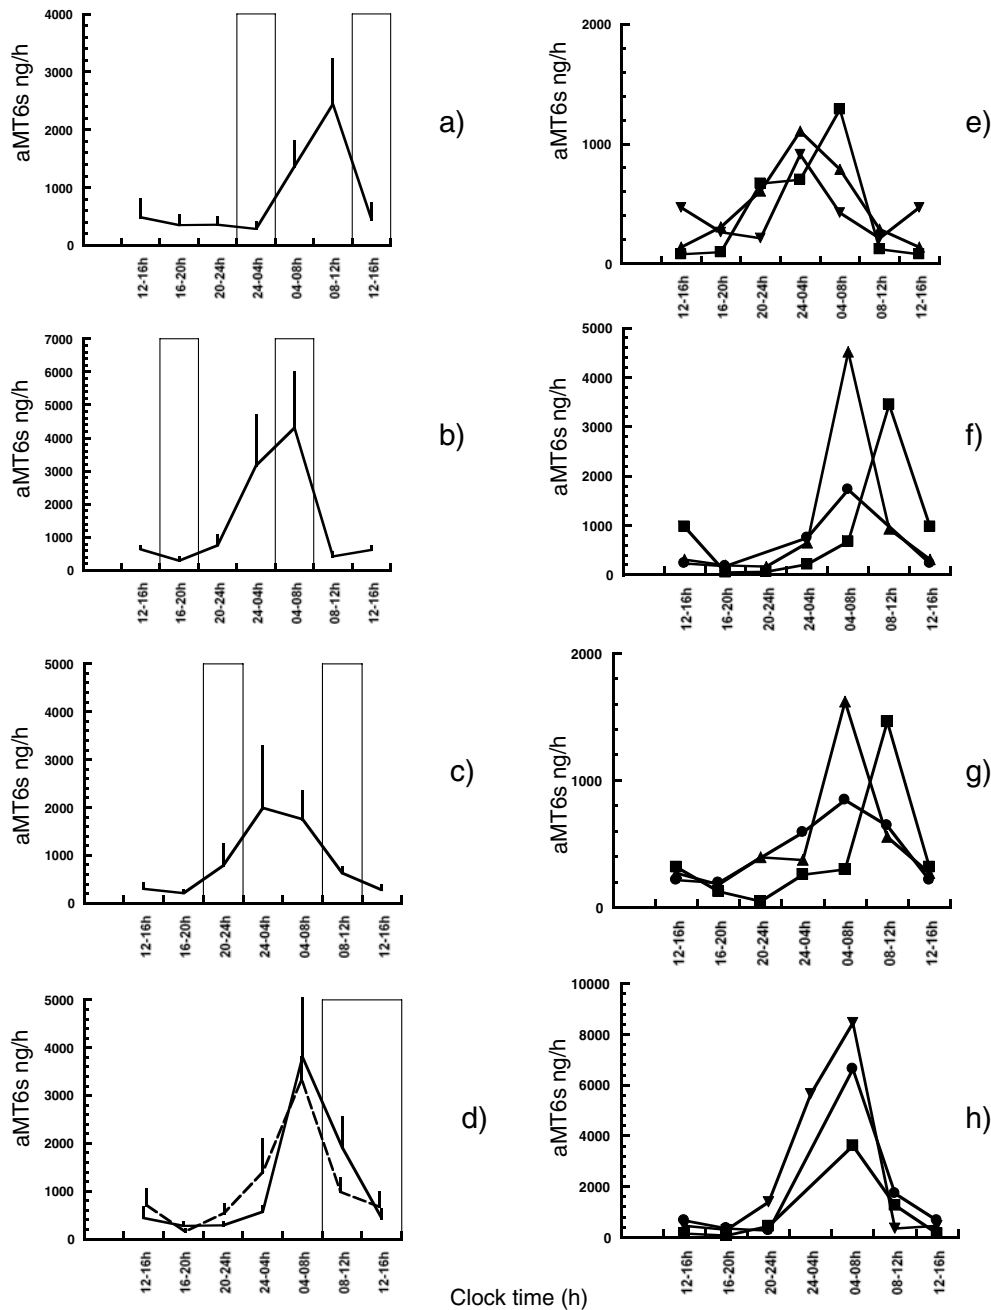 4000
3000
2000
1000
0
aMT6s ng/h
12-16h
16-20h
20-24h
24-04h
04-08h
08-12h
12-16h
a)
2000
1000
0
aMT6s ng/h
12-16h
16-20h
20-24h
24-04h
04-08h
08-12h
12-16h
e)
7000
6000
5000
4000
3000
2000
1000
0
aMT6s ng/h
12-16h
16-20h
20-24h
24-04h
04-08h
08-12h
12-16h
b)
5000
4000
3000
2000
1000
0
aMT6s ng/h
12-16h
16-20h
20-24h
24-04h
04-08h
08-12h
12-16h
f)
5000
4000
3000
2000
1000
0
aMT6s ng/h
12-16h
16-20h
20-24h
24-04h
04-08h
08-12h
12-16h
c)
2000
1000
0
aMT6s ng/h
12-16h
16-20h
20-24h
24-04h
04-08h
08-12h
12-16h
g)
5000
4000
3000
2000
1000
0
aMT6s ng/h
12-16h
16-20h
20-24h
24-04h
04-08h
08-12h
12-16h
d)
10000
8000
6000
4000
2000
0
aMT6s ng/h
12-16h
16-20h
20-24h
24-04h
04-08h
08-12h
12-16h
h)
Clock time (h)